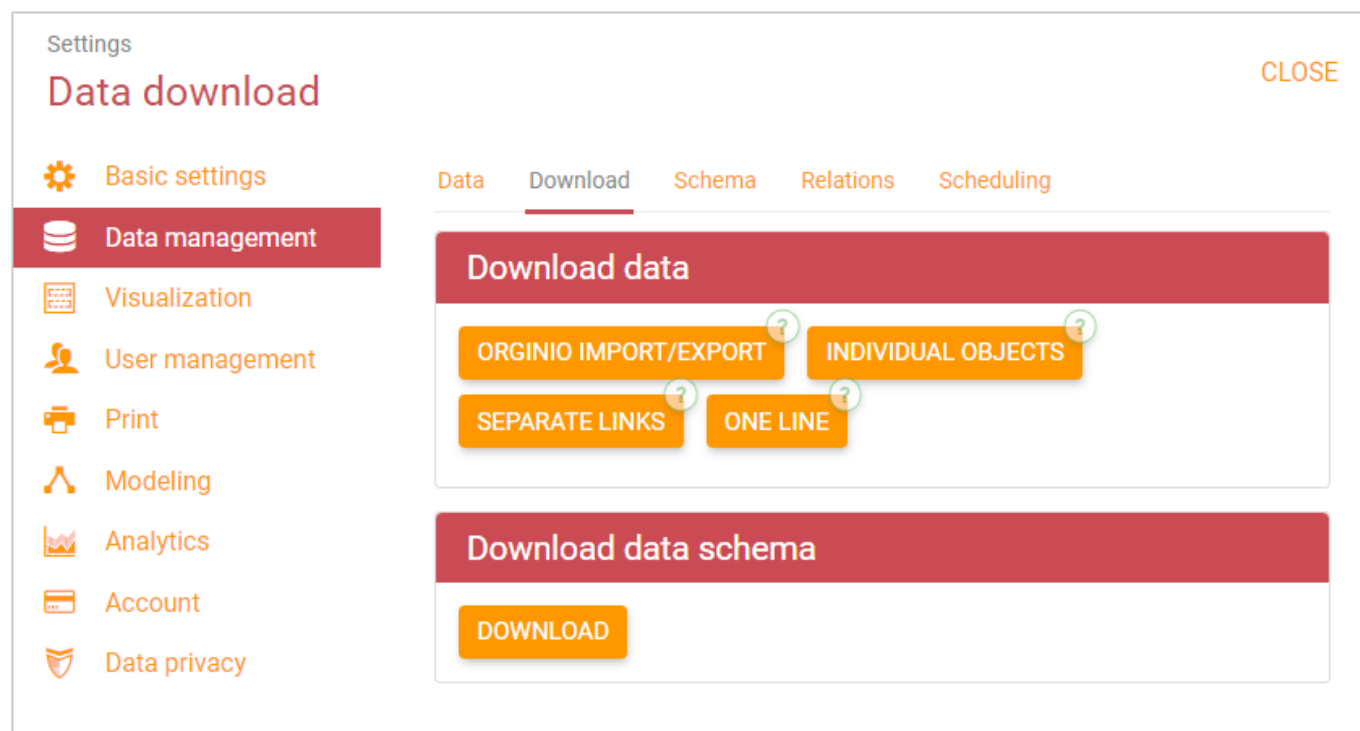 Settings
Data download
CLOSE
Basic settings
Data management
Visualization
User management
Print
Modeling
Analytics
Account
Data privacy
Data Download Schema Relations Scheduling
Download data
ORGINIO IMPORT/EXPORT ? INDIVIDUAL OBJECTS ?
SEPARATE LINKS ? ONE LINE ?
Download data schema
DOWNLOAD